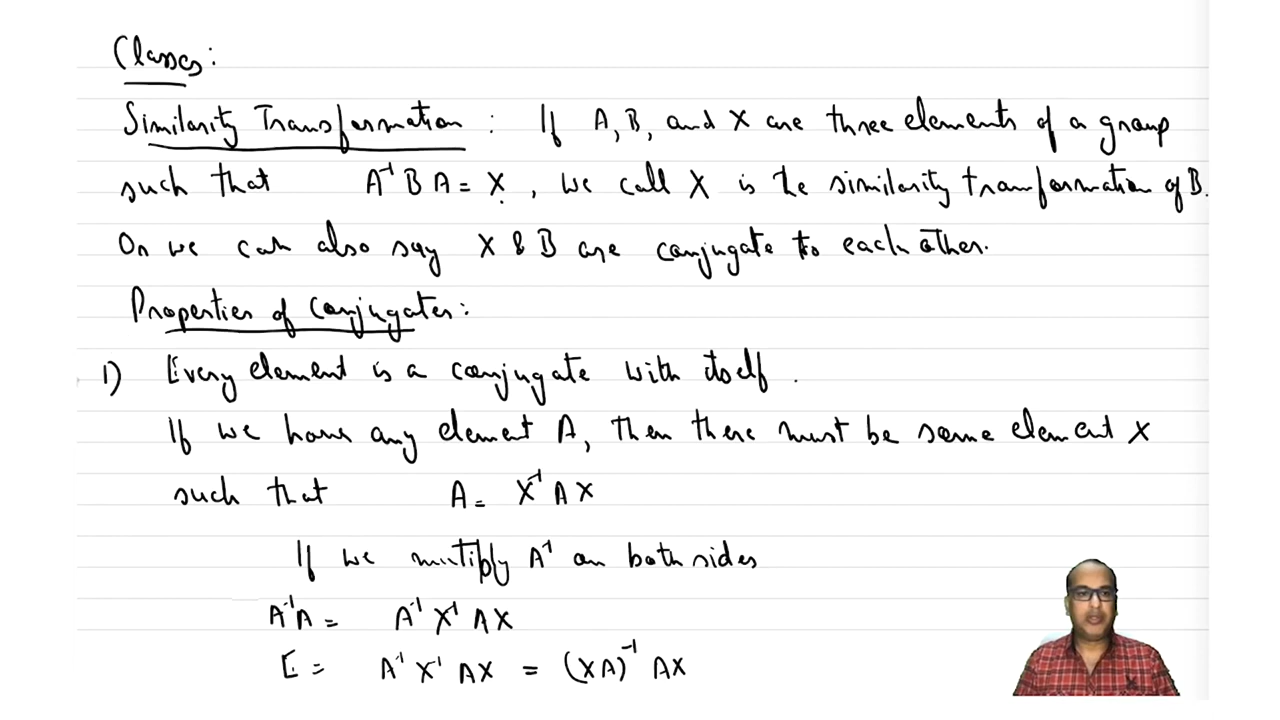 Classes:
Similarity Transformation : If A, B, and X are three elements of a group
such that A⁻¹ B A = X, we call X is the similarity transformation of B.
Or we can also say X & B are conjugate to each other.
Properties of Conjugates:
1) Every element is a conjugate with itself.
If we have any element A, then there must be some element X
such that A = X⁻¹ A X
If we multiply A⁻¹ on both sides
A⁻¹A = A⁻¹ X⁻¹ A X
E = A⁻¹ X⁻¹ A X = (XA)⁻¹ A X